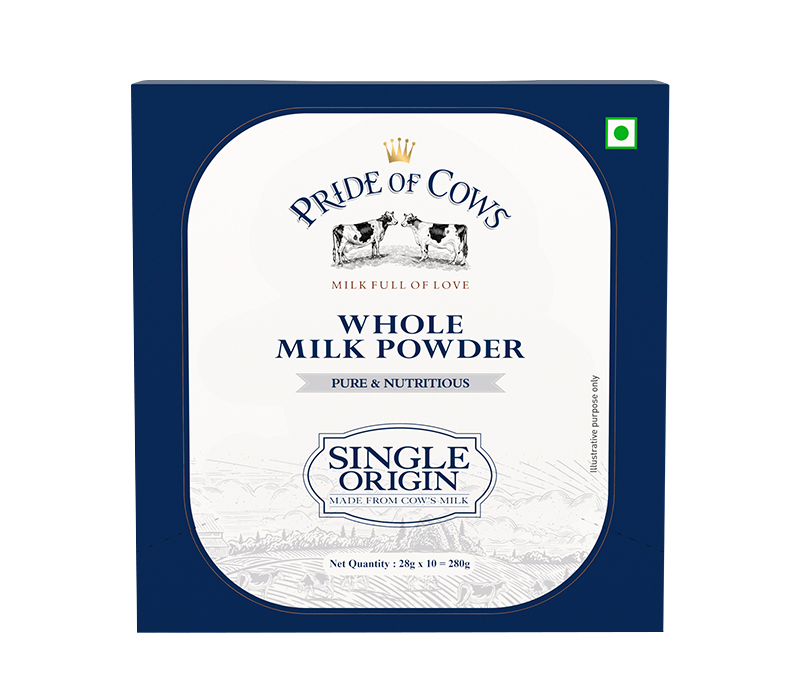 PRIDE OF COWS
MILK FULL OF LOVE
WHOLE
MILK POWDER
PURE & NUTRITIOUS
SINGLE
ORIGIN
MADE FROM COW'S MILK
Net Quantity : 28g x 10 = 280g
Illustrative purpose only